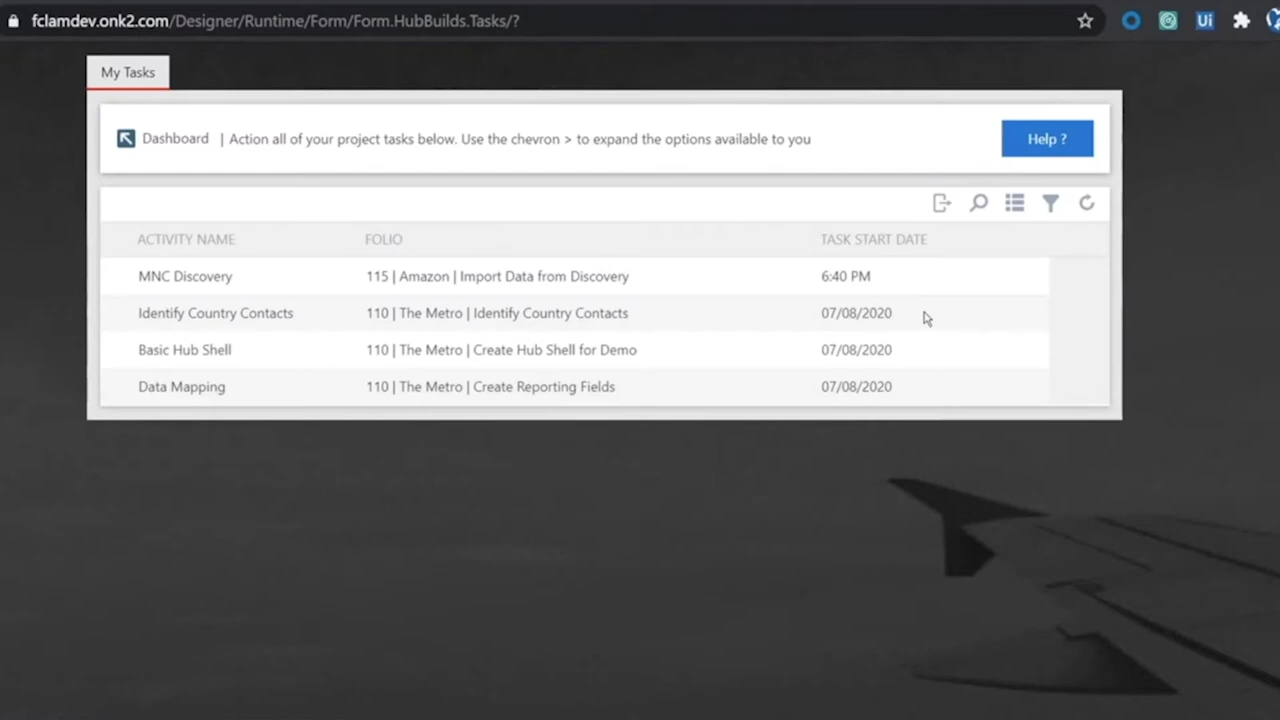 fclamdev.onk2.com/Designer/Runtime/Form/Form.HubBuilds.Tasks/?
Ui
My Tasks
Dashboard | Action all of your project tasks below. Use the chevron > to expand the options available to you
Help ?
ACTIVITY NAME FOLIO TASK START DATE
MNC Discovery 115 | Amazon | Import Data from Discovery 6:40 PM
Identify Country Contacts 110 | The Metro | Identify Country Contacts 07/08/2020
Basic Hub Shell 110 | The Metro | Create Hub Shell for Demo 07/08/2020
Data Mapping 110 | The Metro | Create Reporting Fields 07/08/2020